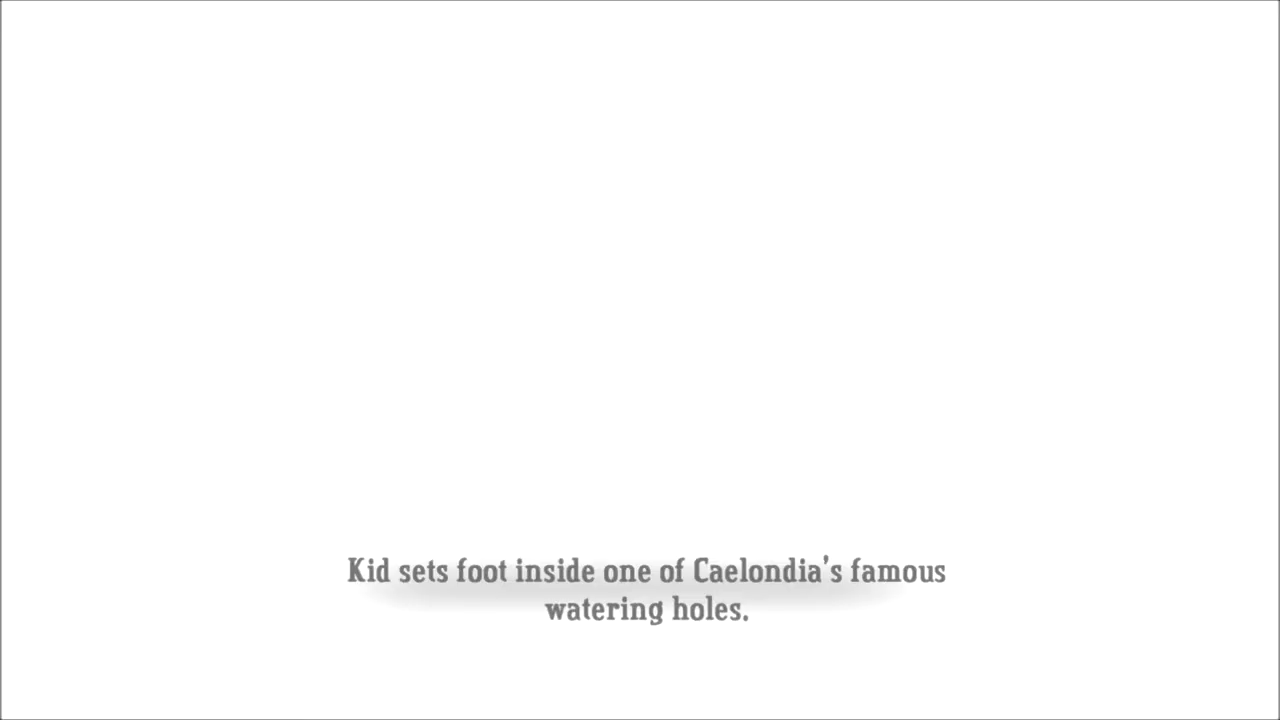 Kid sets foot inside one of Caelondia's famous
watering holes.